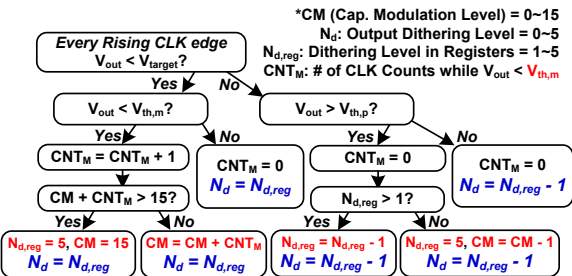 *CM (Cap. Modulation Level) = 0~15
N_d: Output Dithering Level = 0~5
N_d,reg: Dithering Level in Registers = 1~5
CNT_M: # of CLK Counts while V_out < V_th,m
Every Rising CLK edge
V_out < V_target?
Yes
No
V_out < V_th,m?
V_out > V_th,p?
Yes
No
Yes
No
CNT_M = CNT_M + 1
CNT_M = 0
N_d = N_d,reg
CNT_M = 0
CNT_M = 0
N_d = N_d,reg - 1
CM + CNT_M > 15?
N_d,reg > 1?
Yes
No
Yes
No
N_d,reg = 5, CM = 15
N_d = N_d,reg
CM = CM + CNT_M
N_d = N_d,reg
N_d,reg = N_d,reg - 1
N_d = N_d,reg - 1
N_d,reg = 5, CM = CM - 1
N_d = N_d,reg - 1